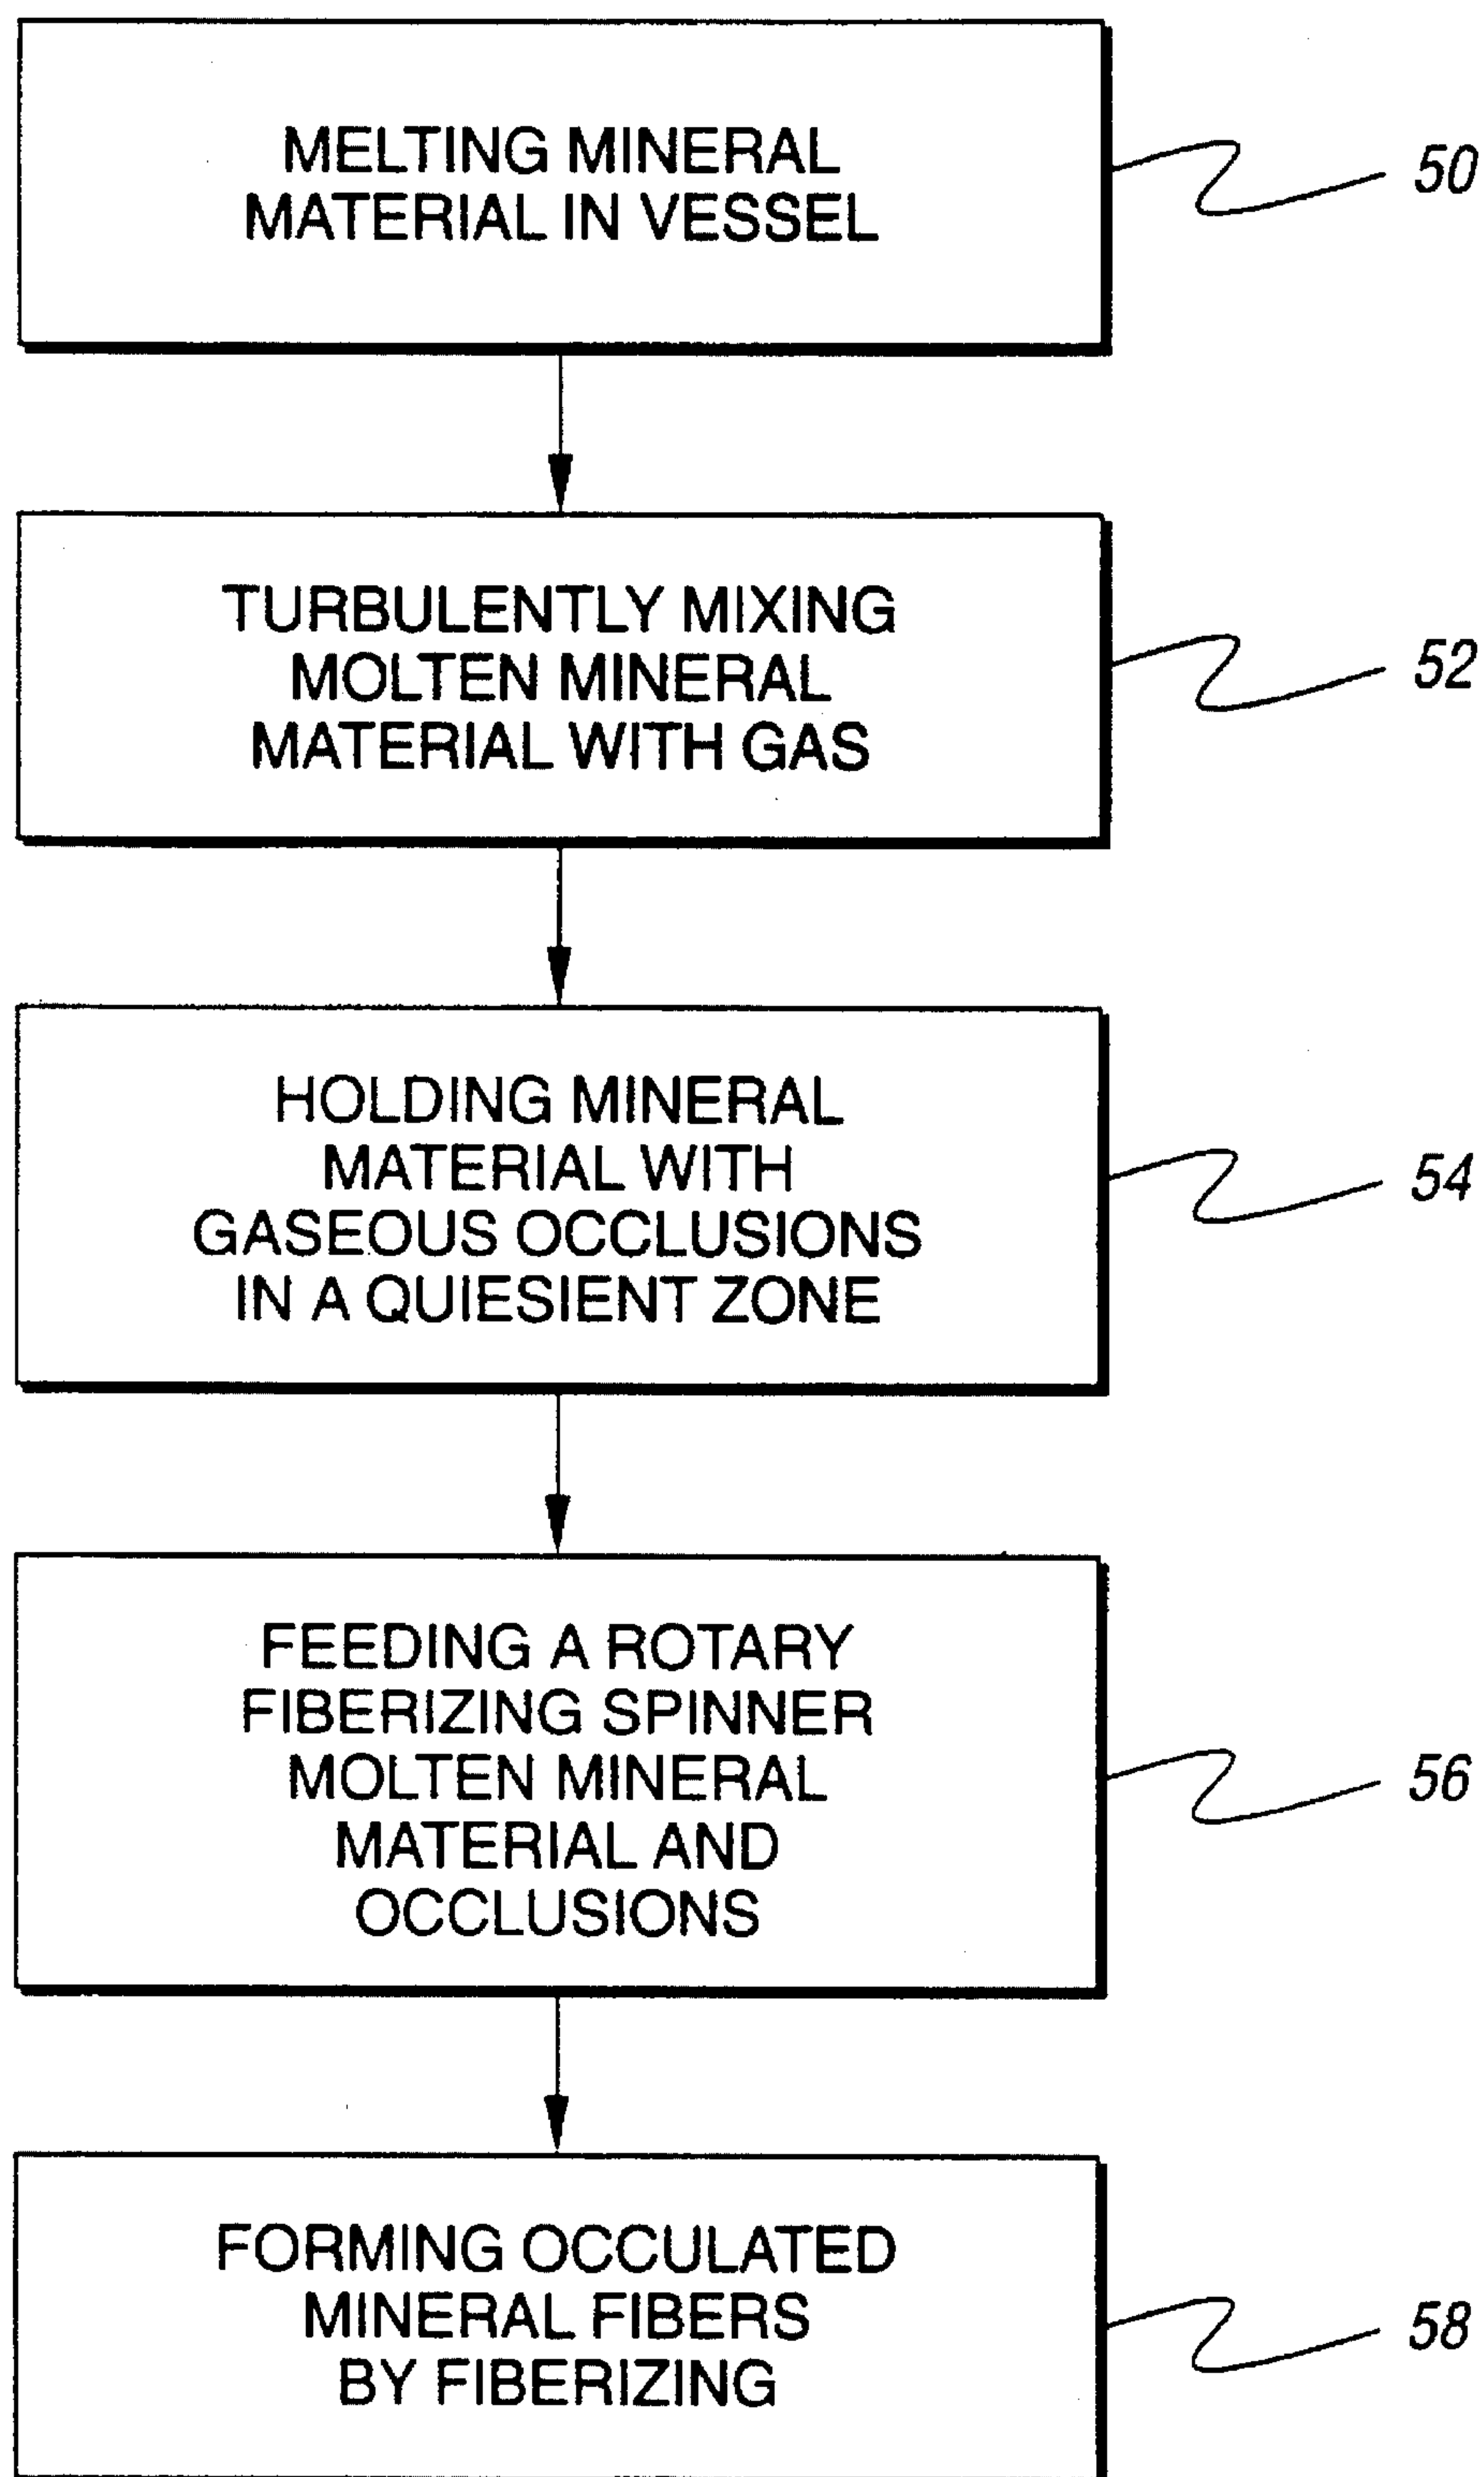 MELTING MINERAL
MATERIAL IN VESSEL
50
TURBULENTLY MIXING
MOLTEN MINERAL
MATERIAL WITH GAS
52
HOLDING MINERAL
MATERIAL WITH
GASEOUS OCCLUSIONS
IN A QUIESIENT ZONE
54
FEEDING A ROTARY
FIBERIZING SPINNER
MOLTEN MINERAL
MATERIAL AND
OCCLUSIONS
56
FORMING OCCULATED
MINERAL FIBERS
BY FIBERIZING
58